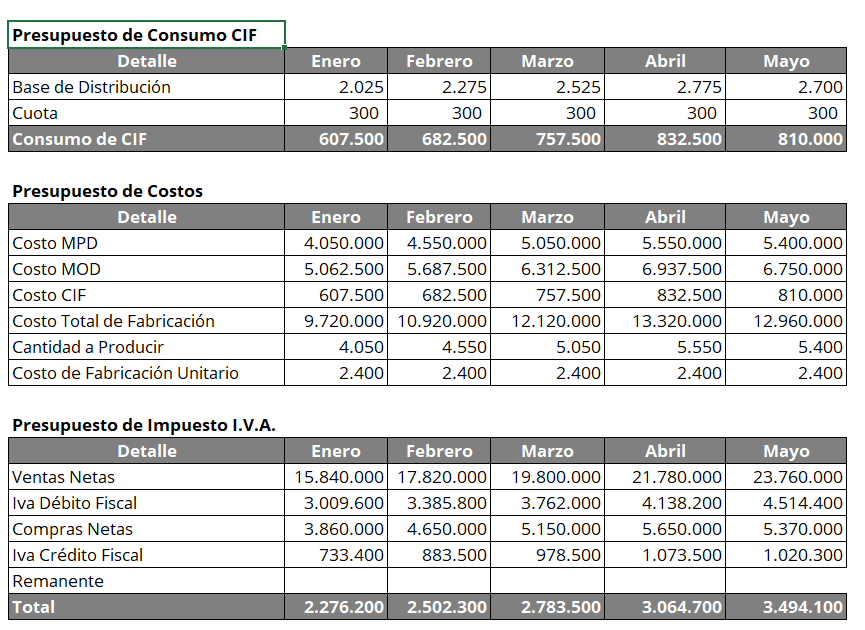 Presupuesto de Consumo CIF
Detalle Enero Febrero Marzo Abril Mayo
Base de Distribución 2.025 2.275 2.525 2.775 2.700
Cuota 300 300 300 300 300
Consumo de CIF 607.500 682.500 757.500 832.500 810.000
Presupuesto de Costos
Detalle Enero Febrero Marzo Abril Mayo
Costo MPD 4.050.000 4.550.000 5.050.000 5.550.000 5.400.000
Costo MOD 5.062.500 5.687.500 6.312.500 6.937.500 6.750.000
Costo CIF 607.500 682.500 757.500 832.500 810.000
Costo Total de Fabricación 9.720.000 10.920.000 12.120.000 13.320.000 12.960.000
Cantidad a Producir 4.050 4.550 5.050 5.550 5.400
Costo de Fabricación Unitario 2.400 2.400 2.400 2.400 2.400
Presupuesto de Impuesto I.V.A.
Detalle Enero Febrero Marzo Abril Mayo
Ventas Netas 15.840.000 17.820.000 19.800.000 21.780.000 23.760.000
Iva Débito Fiscal 3.009.600 3.385.800 3.762.000 4.138.200 4.514.400
Compras Netas 3.860.000 4.650.000 5.150.000 5.650.000 5.370.000
Iva Crédito Fiscal 733.400 883.500 978.500 1.073.500 1.020.300
Remanente
Total 2.276.200 2.502.300 2.783.500 3.064.700 3.494.100